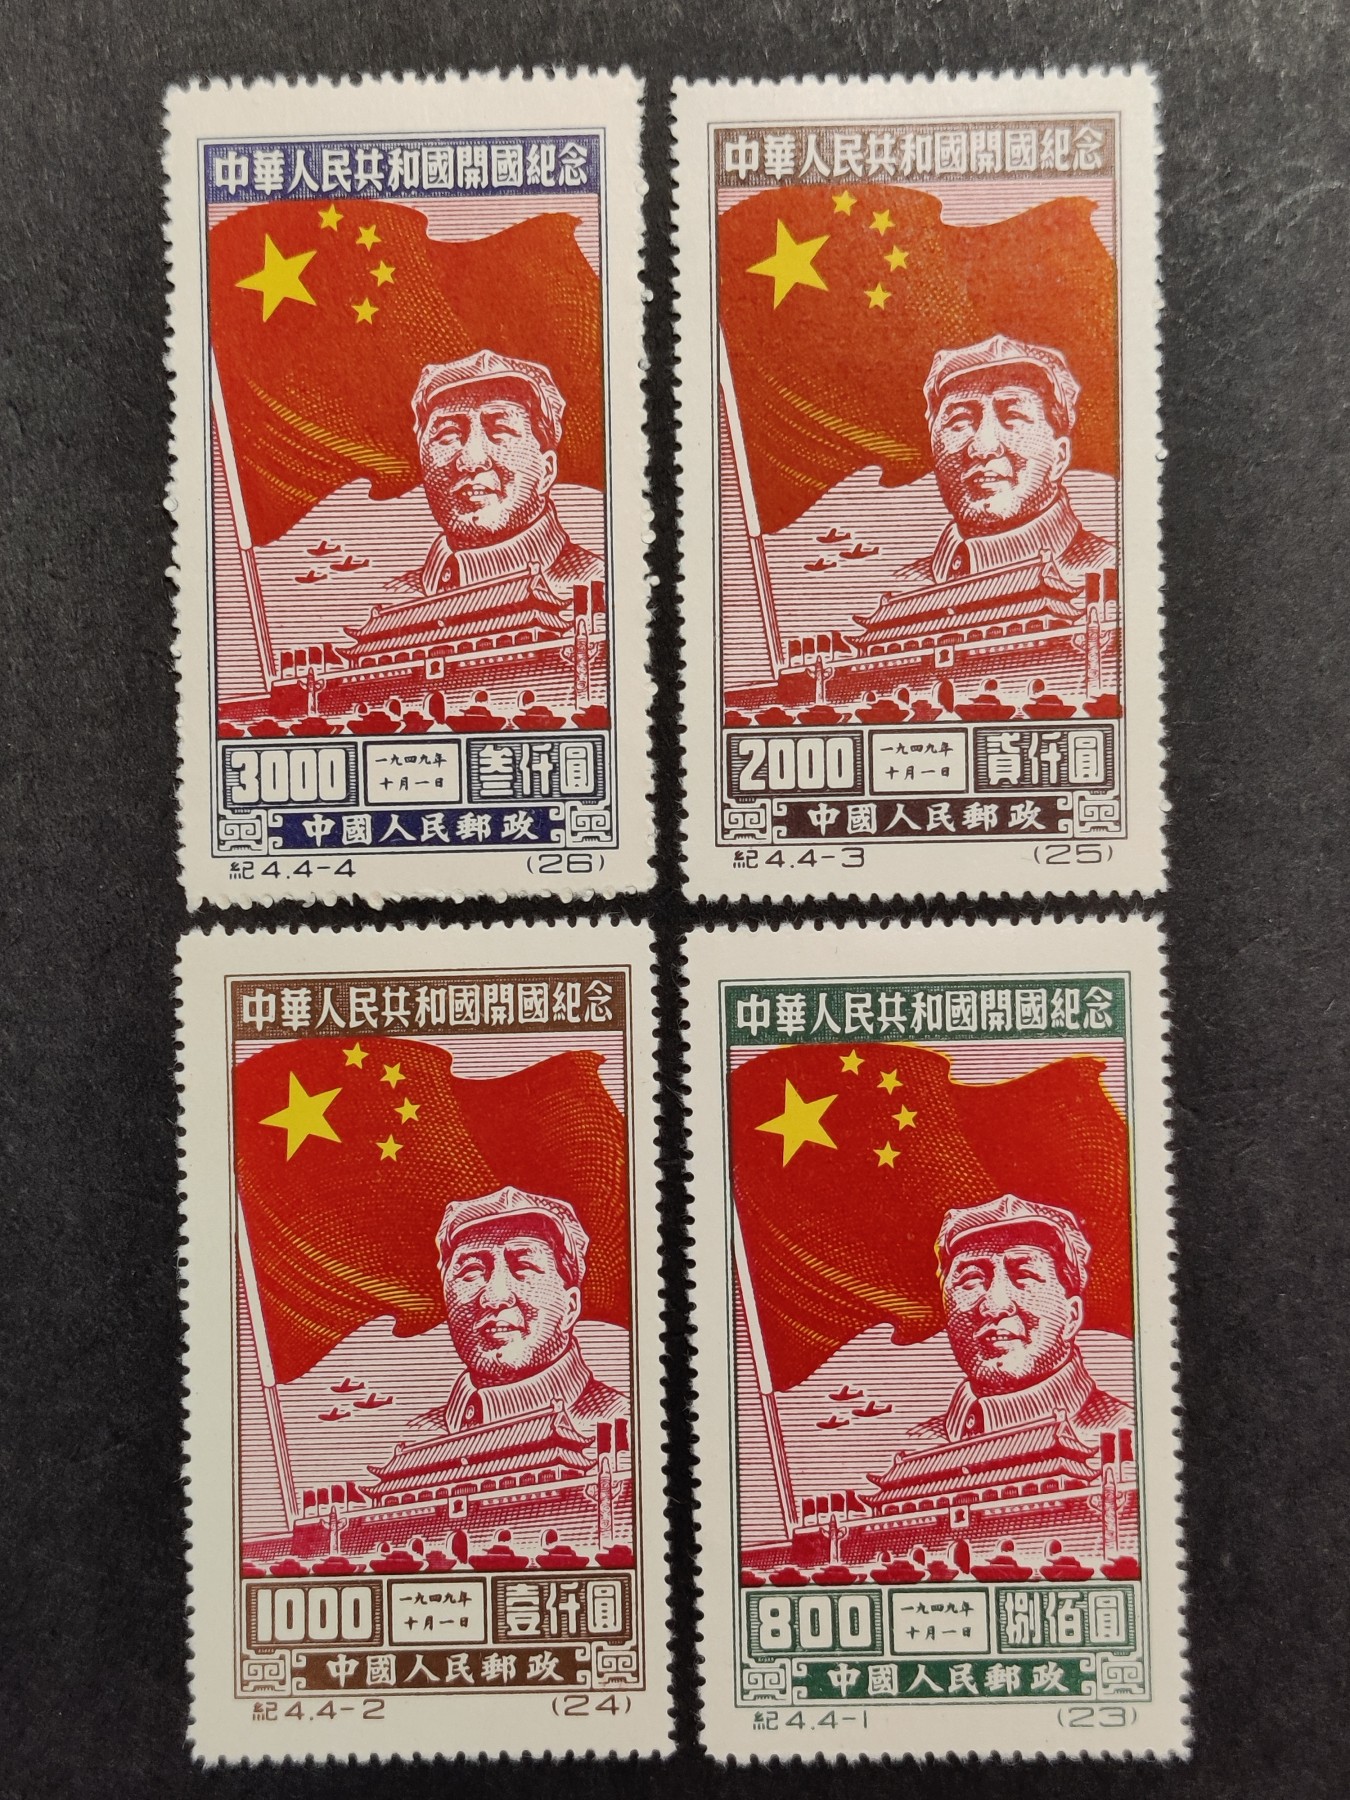 中華人民共和國開國紀念
3000 一九四九年 叁仟圓
十月一日
中國人民郵政
紀4.4-4 (26)
中華人民共和國開國紀念
2000 一九四九年 貳仟圓
十月一日
中國人民郵政
紀4.4-3 (25)
中華人民共和國開國紀念
1000 一九四九年 壹仟圓
十月一日
中國人民郵政
紀4.4-2 (24)
中華人民共和國開國紀念
800 一九四九年 捌佰圓
十月一日
中國人民郵政
紀4.4-1 (23)